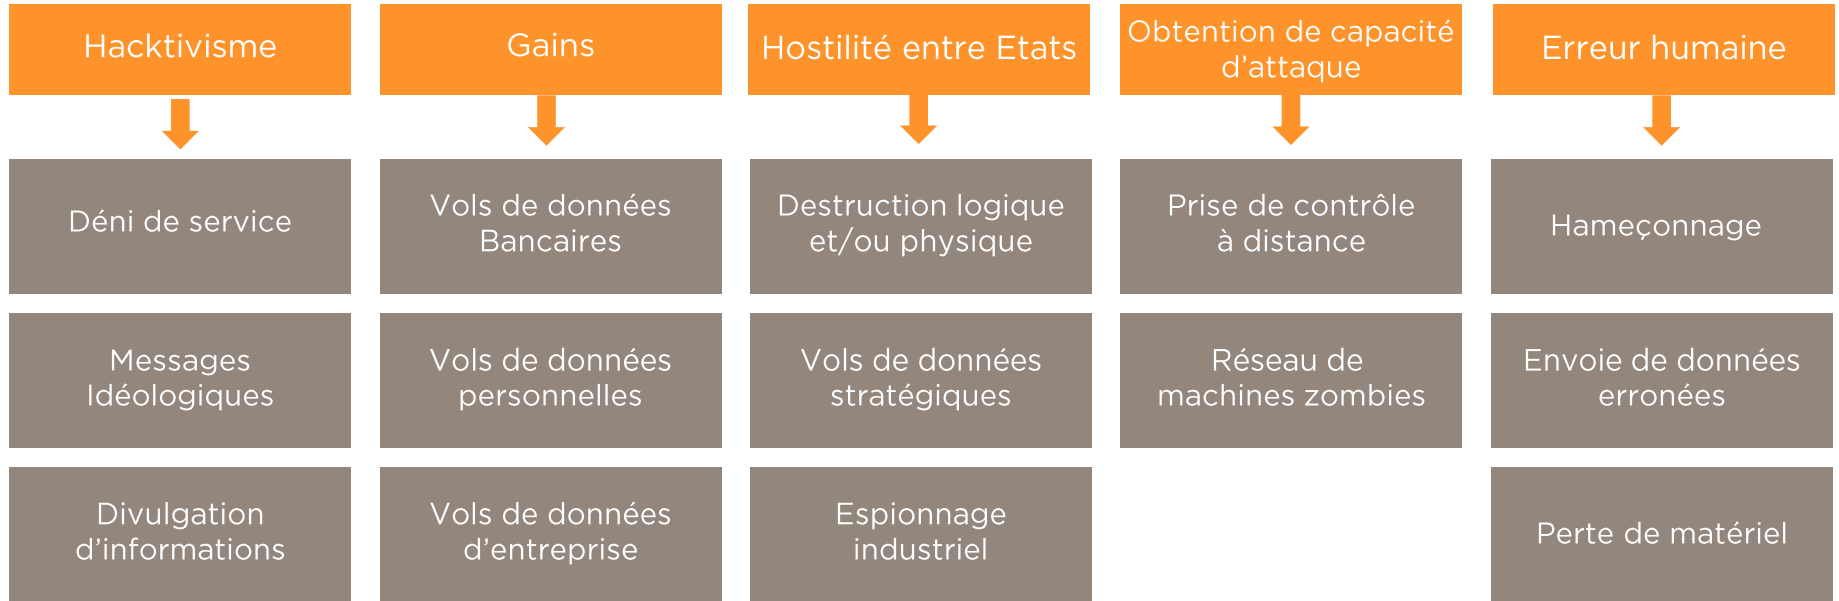 Hacktivisme
Gains
Hostilité entre Etats
Obtention de capacité
d’attaque
Erreur humaine
Déni de service
Vols de données
Bancaires
Destruction logique
et/ou physique
Prise de contrôle
à distance
Hameçonnage
Messages
Idéologiques
Vols de données
personnelles
Vols de données
stratégiques
Réseau de
machines zombies
Envoie de données
erronées
Divulgation
d’informations
Vols de données
d’entreprise
Espionnage
industriel
Perte de matériel